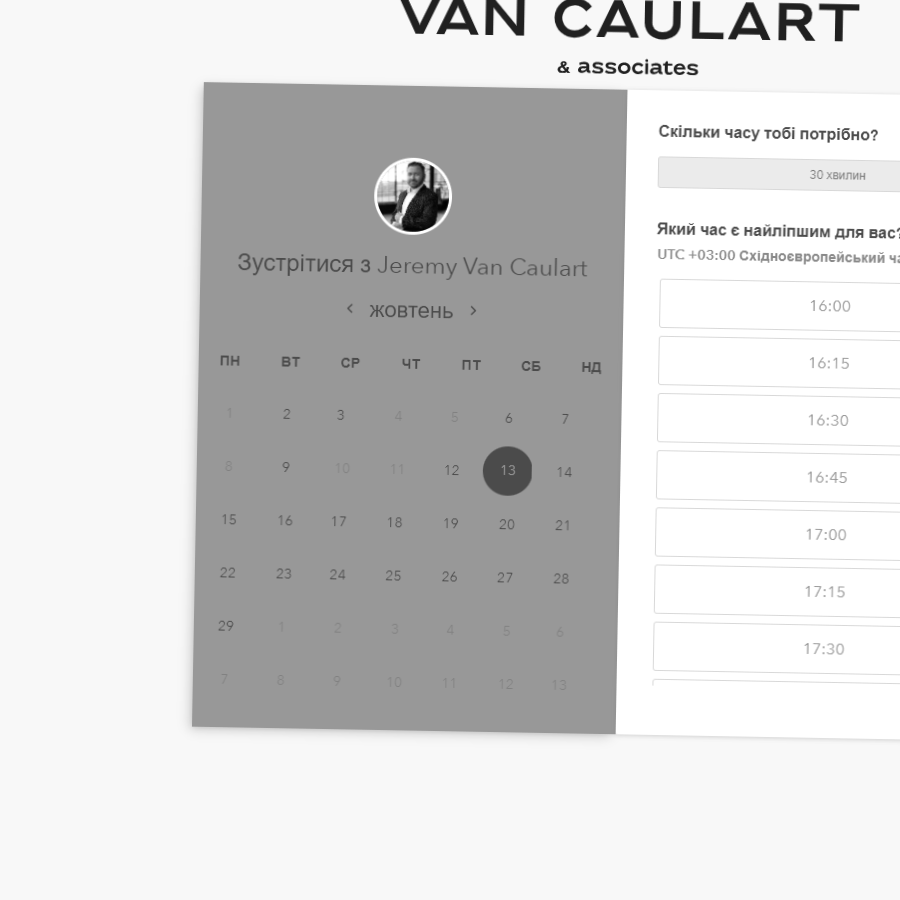 VAN CAULART
& associates
Зустрітися з Jeremy Van Caulart
жовтень
ПН ВТ СР ЧТ ПТ СБ НД
1 2 3 4 5 6 7
8 9 10 11 12 13 14
15 16 17 18 19 20 21
22 23 24 25 26 27 28
29 1 2 3 4 5 6
7 8 9 10 11 12 13
Скільки часу тобі потрібно?
30 хвилин
Який час є найліпшим для вас?
UTC +03:00 Східноєвропейський
16:00
16:15
16:30
16:45
17:00
17:15
17:30